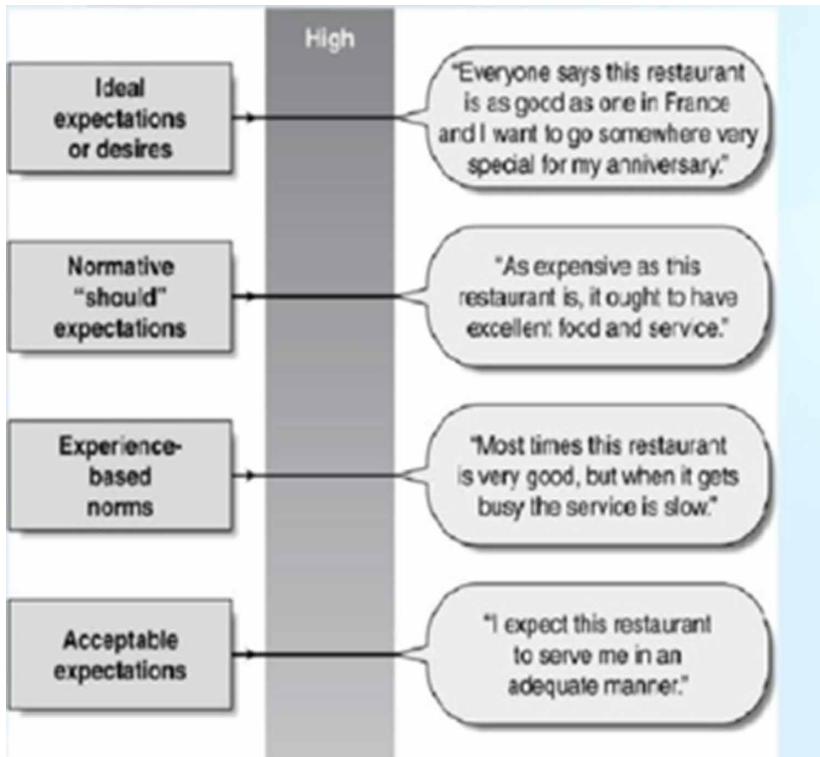 High
Ideal
expectations
or desires
"Everyone says this restaurant
is as good as one in France
and I want to go somewhere very
special for my anniversary."
Normative
"should"
expectations
"As expensive as this
restaurant is, it ought to have
excellent food and service."
Experience-
based
norms
"Most times this restaurant
is very good, but when it gets
busy the service is slow."
Acceptable
expectations
"I expect this restaurant
to serve me in an
adequate manner."